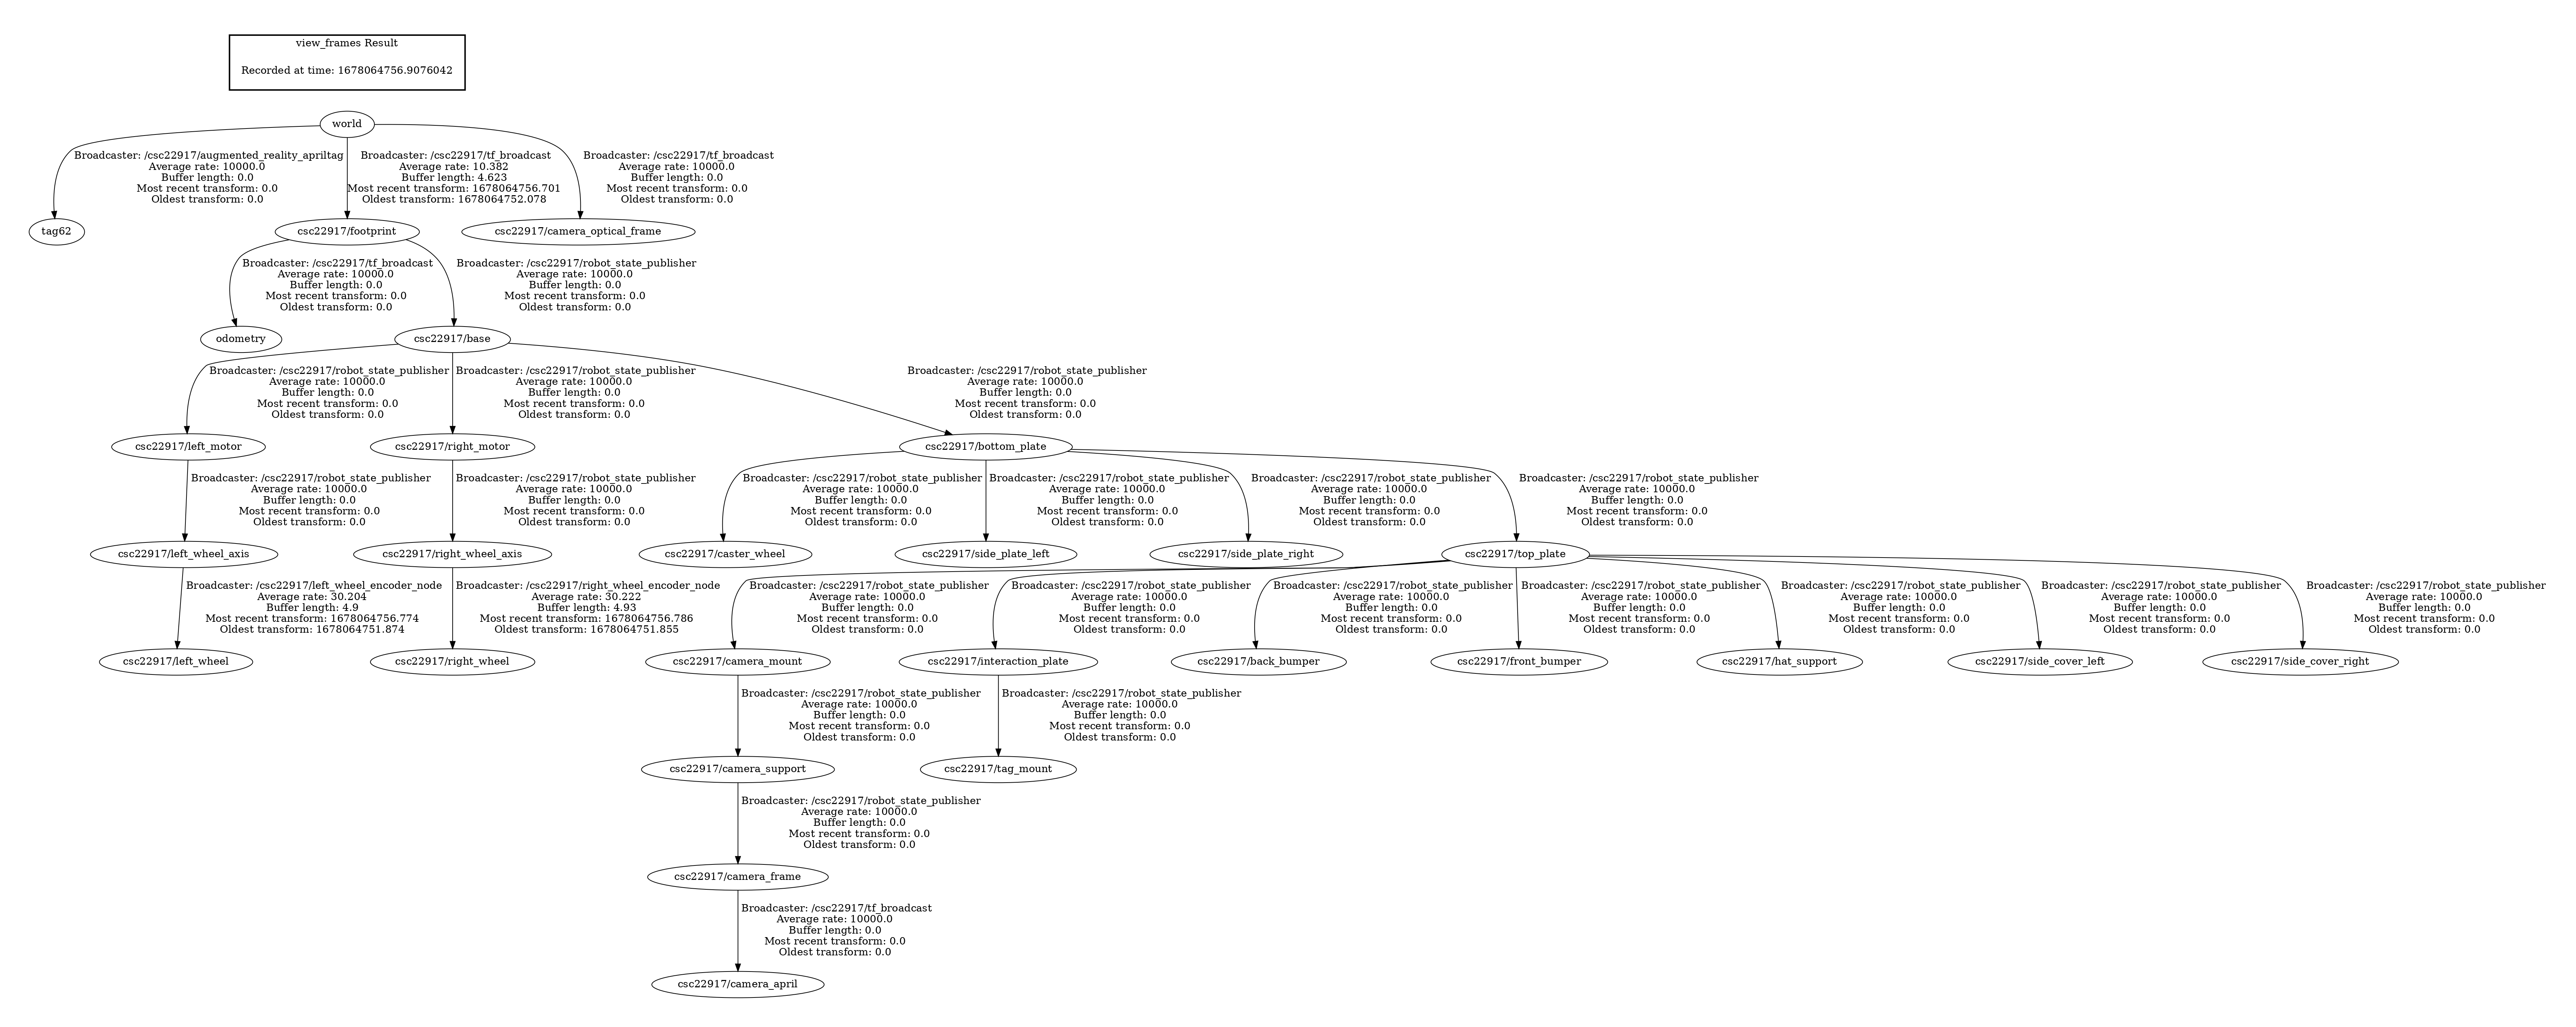 view_frames Result
Recorded at time: 1678064756.9076042
world
Broadcaster: /csc22917/augmented_reality_apriltag
Average rate: 10000.0
Buffer length: 0.0
Most recent transform: 0.0
Oldest transform: 0.0
Broadcaster: /csc22917/tf_broadcast
Average rate: 10.382
Buffer length: 4.623
Most recent transform: 1678064756.701
Oldest transform: 1678064752.078
Broadcaster: /csc22917/tf_broadcast
Average rate: 10000.0
Buffer length: 0.0
Most recent transform: 0.0
Oldest transform: 0.0
tag62
csc22917/footprint
csc22917/camera_optical_frame
Broadcaster: /csc22917/tf_broadcast
Average rate: 10000.0
Buffer length: 0.0
Most recent transform: 0.0
Oldest transform: 0.0
Broadcaster: /csc22917/robot_state_publisher
Average rate: 10000.0
Buffer length: 0.0
Most recent transform: 0.0
Oldest transform: 0.0
odometry
csc22917/base
Broadcaster: /csc22917/robot_state_publisher
Average rate: 10000.0
Buffer length: 0.0
Most recent transform: 0.0
Oldest transform: 0.0
Broadcaster: /csc22917/robot_state_publisher
Average rate: 10000.0
Buffer length: 0.0
Most recent transform: 0.0
Oldest transform: 0.0
Broadcaster: /csc22917/robot_state_publisher
Average rate: 10000.0
Buffer length: 0.0
Most recent transform: 0.0
Oldest transform: 0.0
csc22917/left_motor
csc22917/right_motor
csc22917/bottom_plate
Broadcaster: /csc22917/robot_state_publisher
Average rate: 10000.0
Buffer length: 0.0
Most recent transform: 0.0
Oldest transform: 0.0
Broadcaster: /csc22917/robot_state_publisher
Average rate: 10000.0
Buffer length: 0.0
Most recent transform: 0.0
Oldest transform: 0.0
Broadcaster: /csc22917/robot_state_publisher
Average rate: 10000.0
Buffer length: 0.0
Most recent transform: 0.0
Oldest transform: 0.0
Broadcaster: /csc22917/robot_state_publisher
Average rate: 10000.0
Buffer length: 0.0
Most recent transform: 0.0
Oldest transform: 0.0
Broadcaster: /csc22917/robot_state_publisher
Average rate: 10000.0
Buffer length: 0.0
Most recent transform: 0.0
Oldest transform: 0.0
Broadcaster: /csc22917/robot_state_publisher
Average rate: 10000.0
Buffer length: 0.0
Most recent transform: 0.0
Oldest transform: 0.0
csc22917/left_wheel_axis
csc22917/right_wheel_axis
csc22917/caster_wheel
csc22917/side_plate_left
csc22917/side_plate_right
csc22917/top_plate
Broadcaster: /csc22917/left_wheel_encoder_node
Average rate: 30.204
Buffer length: 4.9
Most recent transform: 1678064756.774
Oldest transform: 1678064751.874
Broadcaster: /csc22917/right_wheel_encoder_node
Average rate: 30.222
Buffer length: 4.93
Most recent transform: 1678064756.786
Oldest transform: 1678064751.855
Broadcaster: /csc22917/robot_state_publisher
Average rate: 10000.0
Buffer length: 0.0
Most recent transform: 0.0
Oldest transform: 0.0
Broadcaster: /csc22917/robot_state_publisher
Average rate: 10000.0
Buffer length: 0.0
Most recent transform: 0.0
Oldest transform: 0.0
Broadcaster: /csc22917/robot_state_publisher
Average rate: 10000.0
Buffer length: 0.0
Most recent transform: 0.0
Oldest transform: 0.0
Broadcaster: /csc22917/robot_state_publisher
Average rate: 10000.0
Buffer length: 0.0
Most recent transform: 0.0
Oldest transform: 0.0
Broadcaster: /csc22917/robot_state_publisher
Average rate: 10000.0
Buffer length: 0.0
Most recent transform: 0.0
Oldest transform: 0.0
Broadcaster: /csc22917/robot_state_publisher
Average rate: 10000.0
Buffer length: 0.0
Most recent transform: 0.0
Oldest transform: 0.0
Broadcaster: /csc22917/robot_state_publisher
Average rate: 10000.0
Buffer length: 0.0
Most recent transform: 0.0
Oldest transform: 0.0
csc22917/left_wheel
csc22917/right_wheel
csc22917/camera_mount
csc22917/interaction_plate
csc22917/back_bumper
csc22917/front_bumper
csc22917/hat_support
csc22917/side_cover_left
csc22917/side_cover_right
Broadcaster: /csc22917/robot_state_publisher
Average rate: 10000.0
Buffer length: 0.0
Most recent transform: 0.0
Oldest transform: 0.0
Broadcaster: /csc22917/robot_state_publisher
Average rate: 10000.0
Buffer length: 0.0
Most recent transform: 0.0
Oldest transform: 0.0
csc22917/camera_support
csc22917/tag_mount
Broadcaster: /csc22917/robot_state_publisher
Average rate: 10000.0
Buffer length: 0.0
Most recent transform: 0.0
Oldest transform: 0.0
csc22917/camera_frame
Broadcaster: /csc22917/tf_broadcast
Average rate: 10000.0
Buffer length: 0.0
Most recent transform: 0.0
Oldest transform: 0.0
csc22917/camera_april